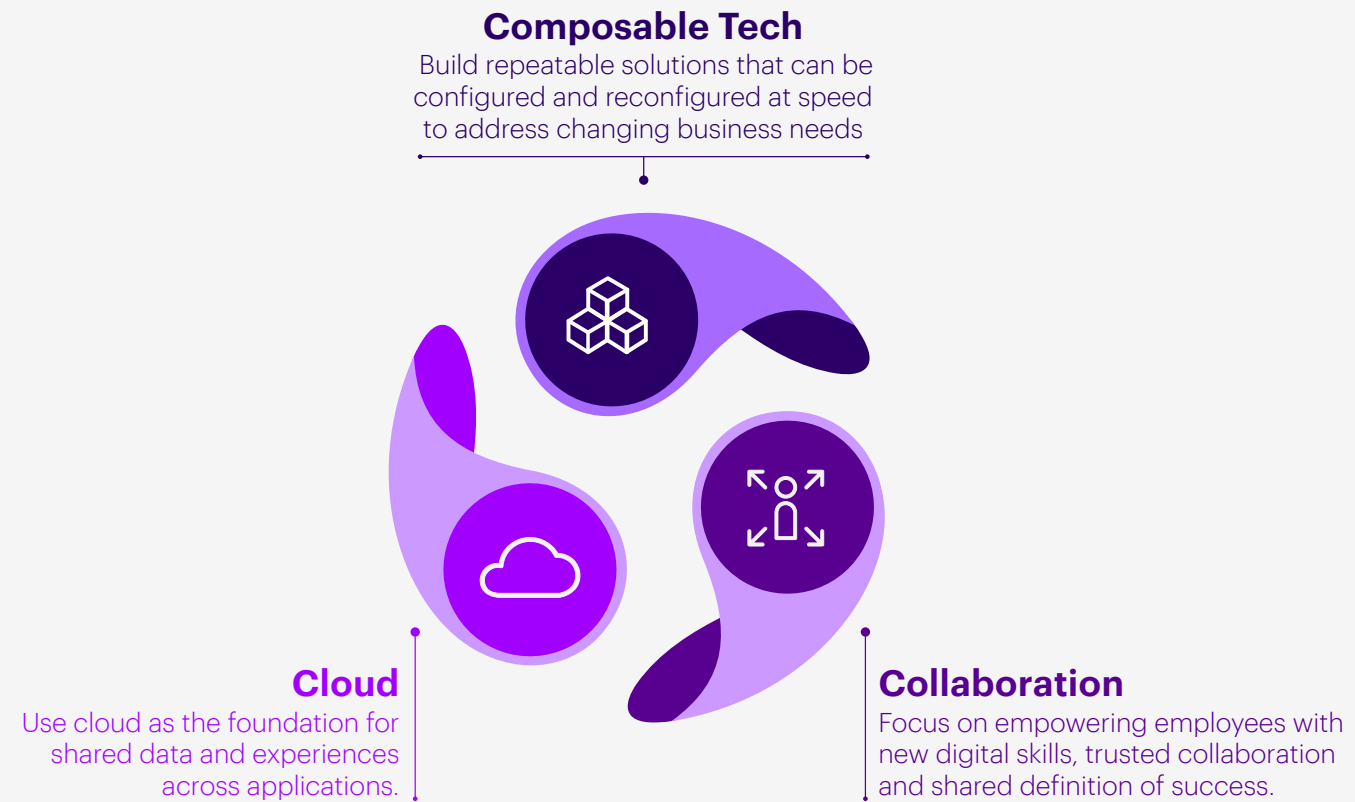 Composable Tech
Build repeatable solutions that can be
configured and reconfigured at speed
to address changing business needs
Cloud
Use cloud as the foundation for
shared data and experiences
across applications.
Collaboration
Focus on empowering employees with
new digital skills, trusted collaboration
and shared definition of success.